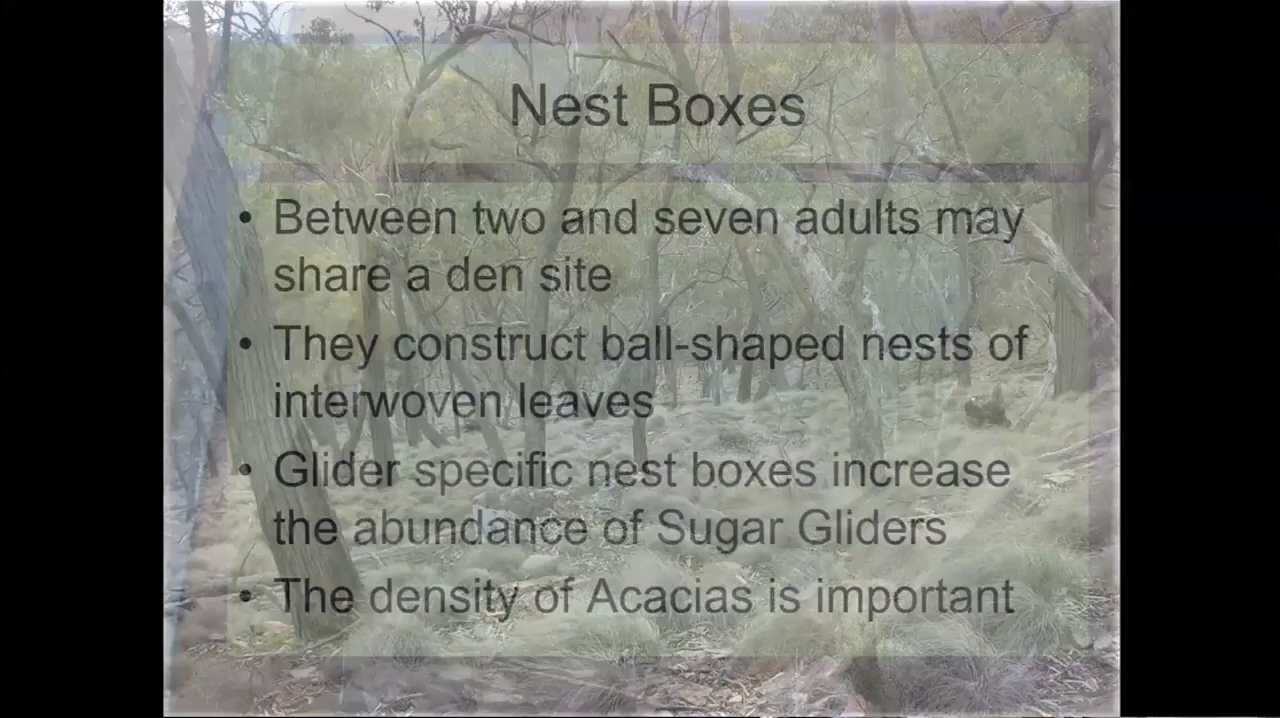 Nest Boxes
• Between two and seven adults may
share a den site
• They construct ball-shaped nests of
interwoven leaves
• Glider specific nest boxes increase
the abundance of Sugar Gliders
• The density of Acacias is important